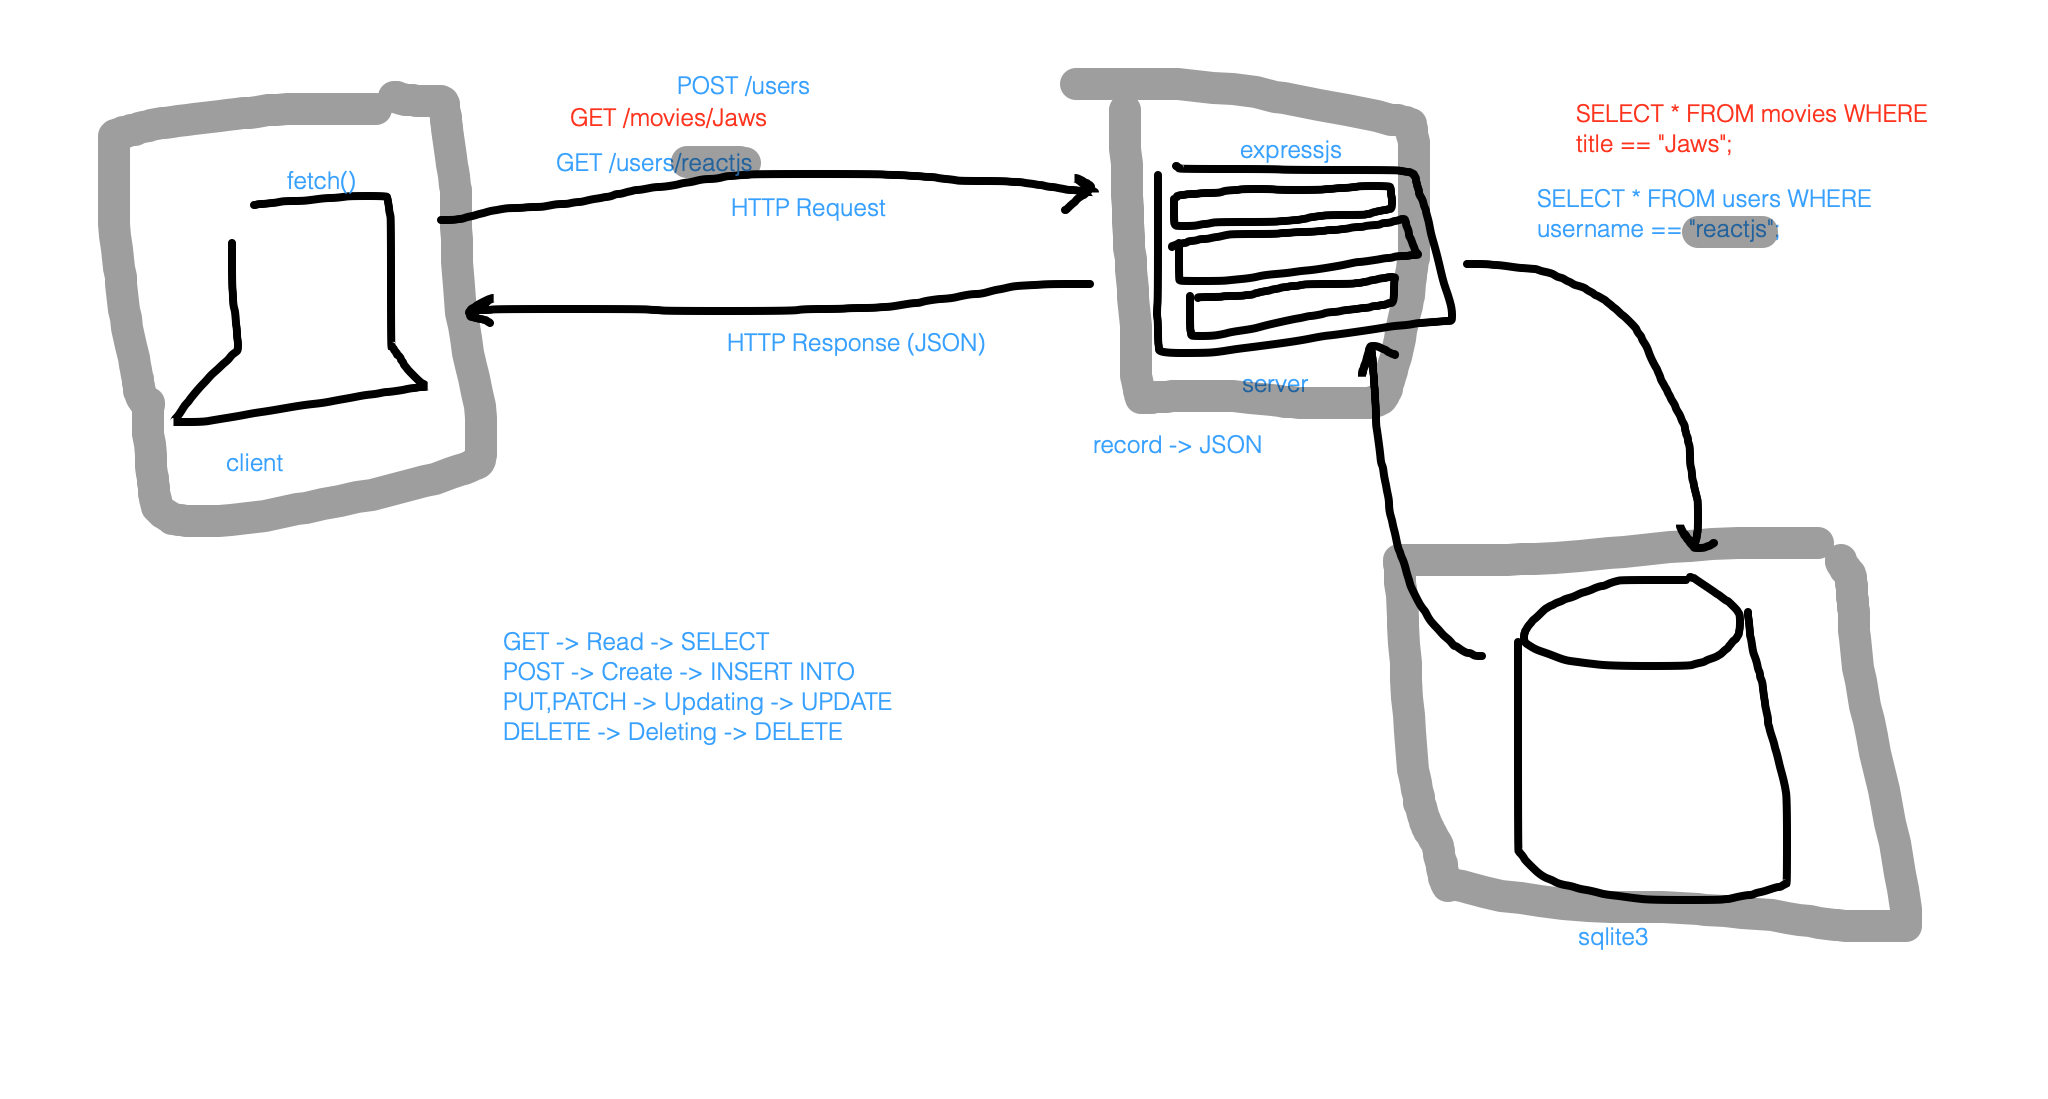 POST /users
GET /movies/Jaws
GET /users/reactjs
HTTP Request
HTTP Response (JSON)
fetch()
client
expressjs
server
record -> JSON
SELECT * FROM movies WHERE
title == "Jaws";
SELECT * FROM users WHERE
username == "reactjs";
GET -> Read -> SELECT
POST -> Create -> INSERT INTO
PUT,PATCH -> Updating -> UPDATE
DELETE -> Deleting -> DELETE
sqlite3